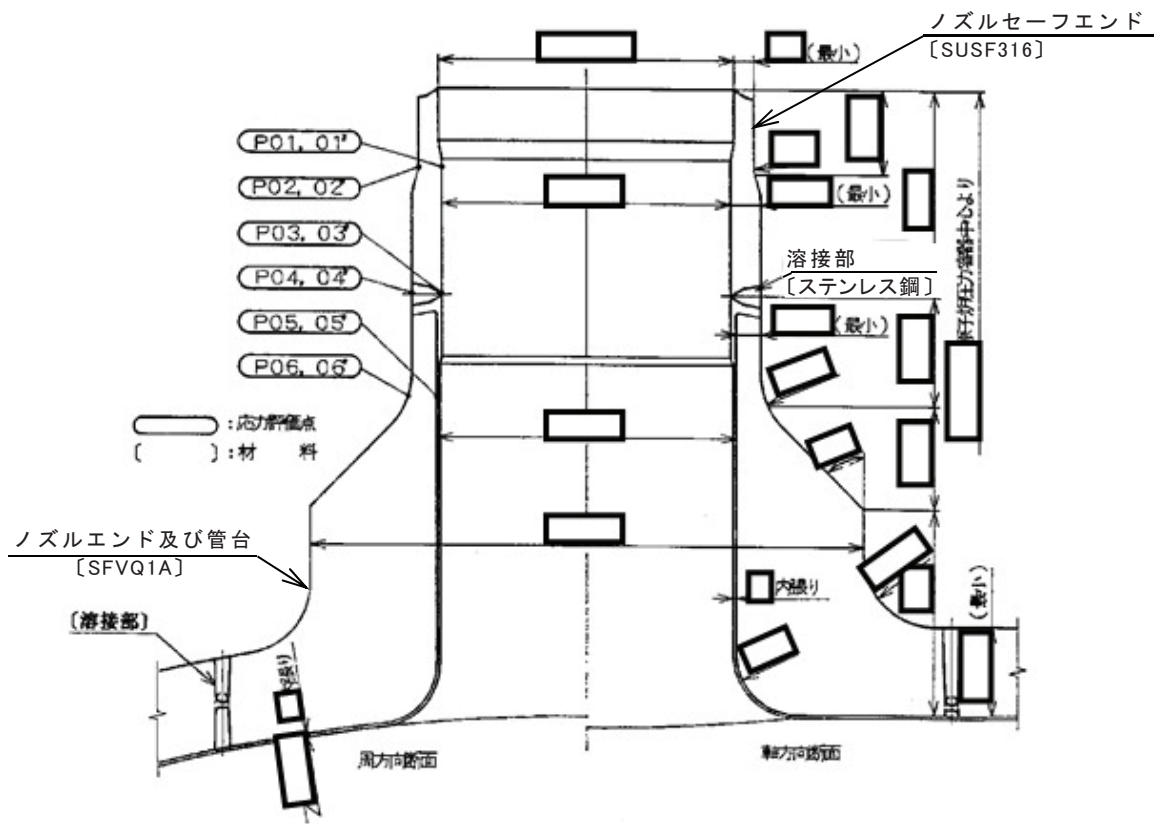 ノズルセーフエンド
〔SUSF316〕
(最小)
P01, 01'
P02, 02'
(最小)
P03, 03'
P04, 04'
P05, 05'
P06, 06'
原子炉圧力容器中心より
溶接部
〔ステンレス鋼〕
(最小)
：応力評価点
〔 〕：材 料
ノズルエンド及び管台
〔SFVQ1A〕
〔溶接部〕
内張り
(最小)
内張り
周方向断面
軸方向断面